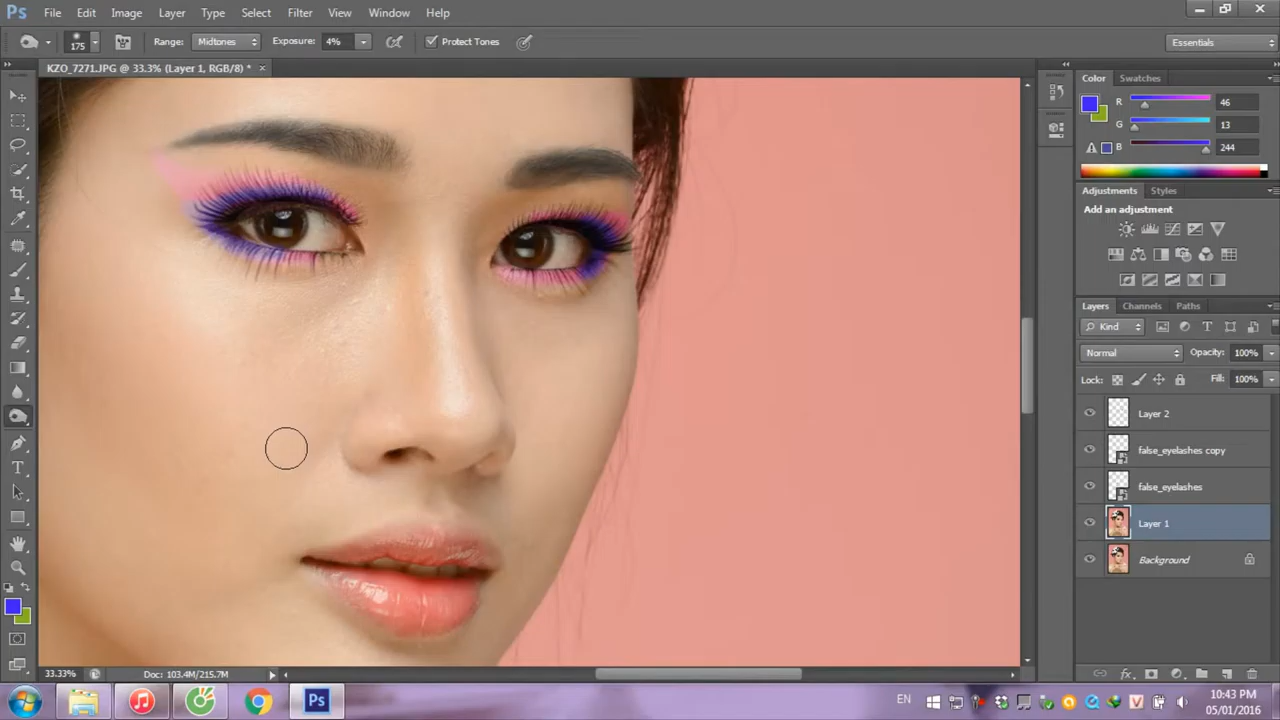 Ps File Edit Image Layer Type Select Filter View Window Help
175 Range: Midtones Exposure: 4% Protect Tones Essentials
KZO_7271.JPG @ 33.3% (Layer 1, RGB/8) * ×
Color Swatches
R 46
G 13
B 244
Adjustments Styles
Add an adjustment
Layers Channels Paths
Kind
Normal Opacity: 100%
Lock: Fill: 100%
Layer 2
false_eyelashes copy
false_eyelashes
Layer 1
Background
33.33% Doc: 103.4M/215.7M
Ps EN V 10:43 PM
05/01/2016